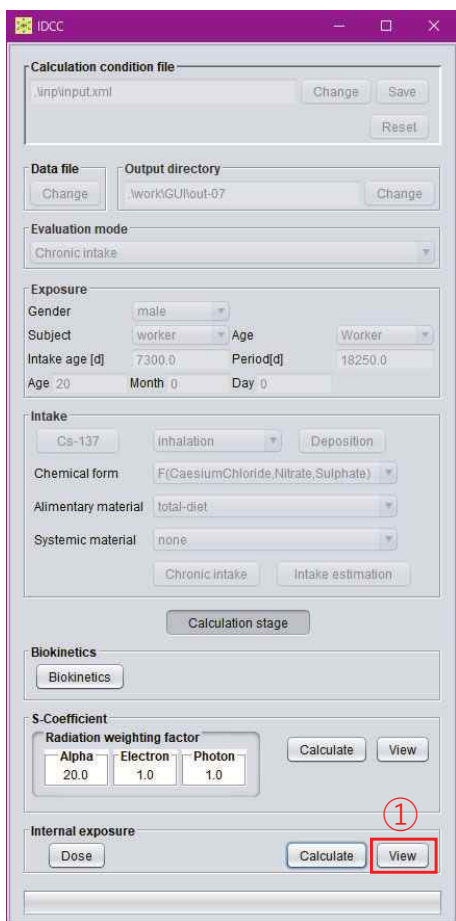 IDCC
Calculation condition file
.\inp\input.xml Change Save
Reset
Data file Output directory
Change .\work\GUI\out-07 Change
Evaluation mode
Chronic intake
Exposure
Gender male
Subject worker Age Worker
Intake age [d] 7300.0 Period[d] 18250.0
Age 20 Month 0 Day 0
Intake
Cs-137 inhalation Deposition
Chemical form F(CaesiumChloride,Nitrate,Sulphate)
Alimentary material total-diet
Systemic material none
Chronic intake Intake estimation
Calculation stage
Biokinetics
Biokinetics
S-Coefficient
Radiation weighting factor
Alpha Electron Photon Calculate View
20.0 1.0 1.0
①
Internal exposure
Dose Calculate View